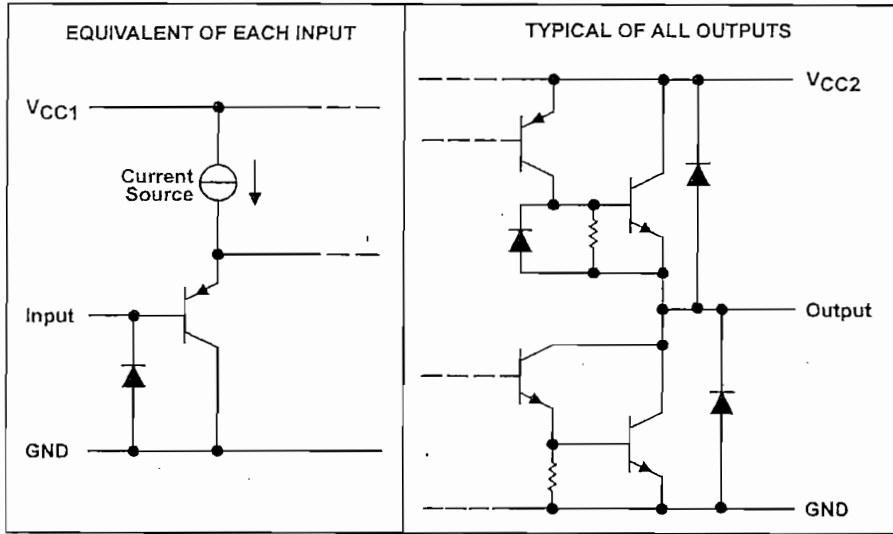 EQUIVALENT OF EACH INPUT
VCC1
Current
Source
Input
GND
TYPICAL OF ALL OUTPUTS
VCC2
Output
GND